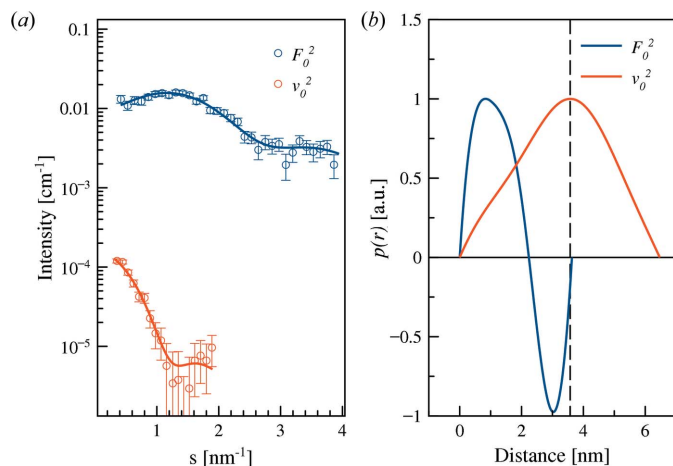 (a)
(b)
F₀²
v₀²
Intensity [cm⁻¹]
0.1
0.01
10⁻³
10⁻⁴
10⁻⁵
1
2
3
4
s [nm⁻¹]
F₀²
v₀²
p(r) [a.u.]
1.5
1
0.5
0
−0.5
−1
0
2
4
6
Distance [nm]